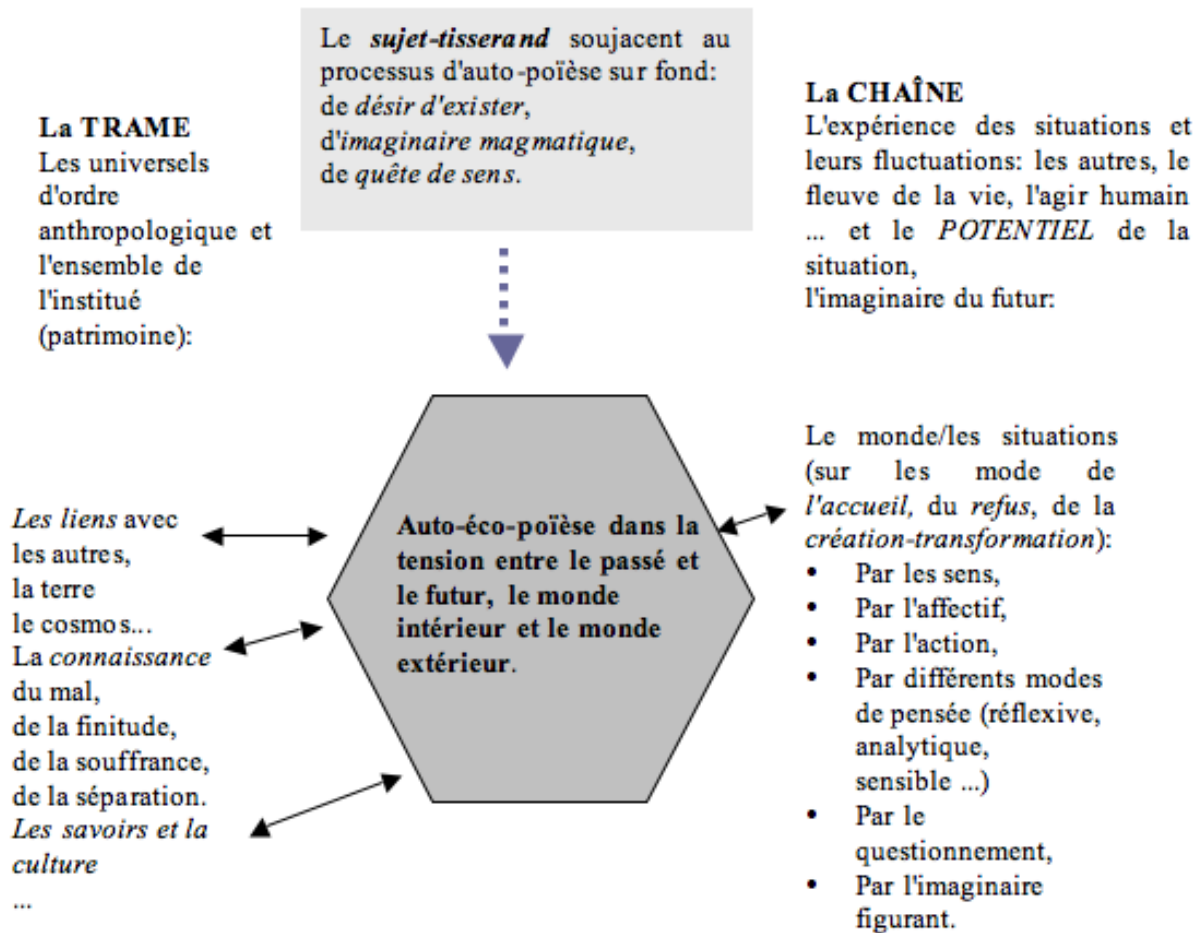 Le sujet-tisserand soujacent au
processus d'auto-poïèse sur fond:
de désir d'exister,
d'imaginaire magmatique,
de quête de sens.
La TRAME
Les universels
d'ordre
anthropologique et
l'ensemble de
l'institué
(patrimoine):
La CHAÎNE
L'expérience des situations et
leurs fluctuations: les autres, le
fleuve de la vie, l'agir humain
... et le POTENTIEL de la
situation,
l'imaginaire du futur:
Les liens avec
les autres,
la terre
le cosmos...
La connaissance
du mal,
de la finitude,
de la souffrance,
de la séparation.
Les savoirs et la
culture
...
Auto-éco-poïèse dans la
tension entre le passé et
le futur, le monde
intérieur et le monde
extérieur.
Le monde/les situations
(sur les mode de
l'accueil, du refus, de la
création-transformation):
• Par les sens,
• Par l'affectif,
• Par l'action,
• Par différents modes
de pensée (réflexive,
analytique,
sensible ...)
• Par le
questionnement,
• Par l'imaginaire
figurant.